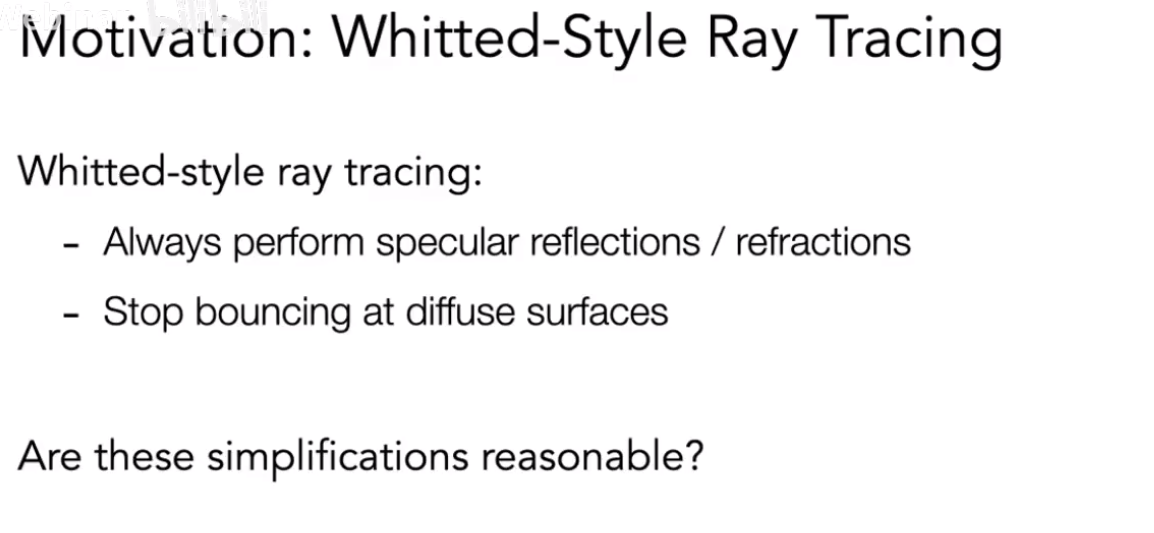 Motivation: Whitted-Style Ray Tracing
Whitted-style ray tracing:
- Always perform specular reflections / refractions
- Stop bouncing at diffuse surfaces
Are these simplifications reasonable?